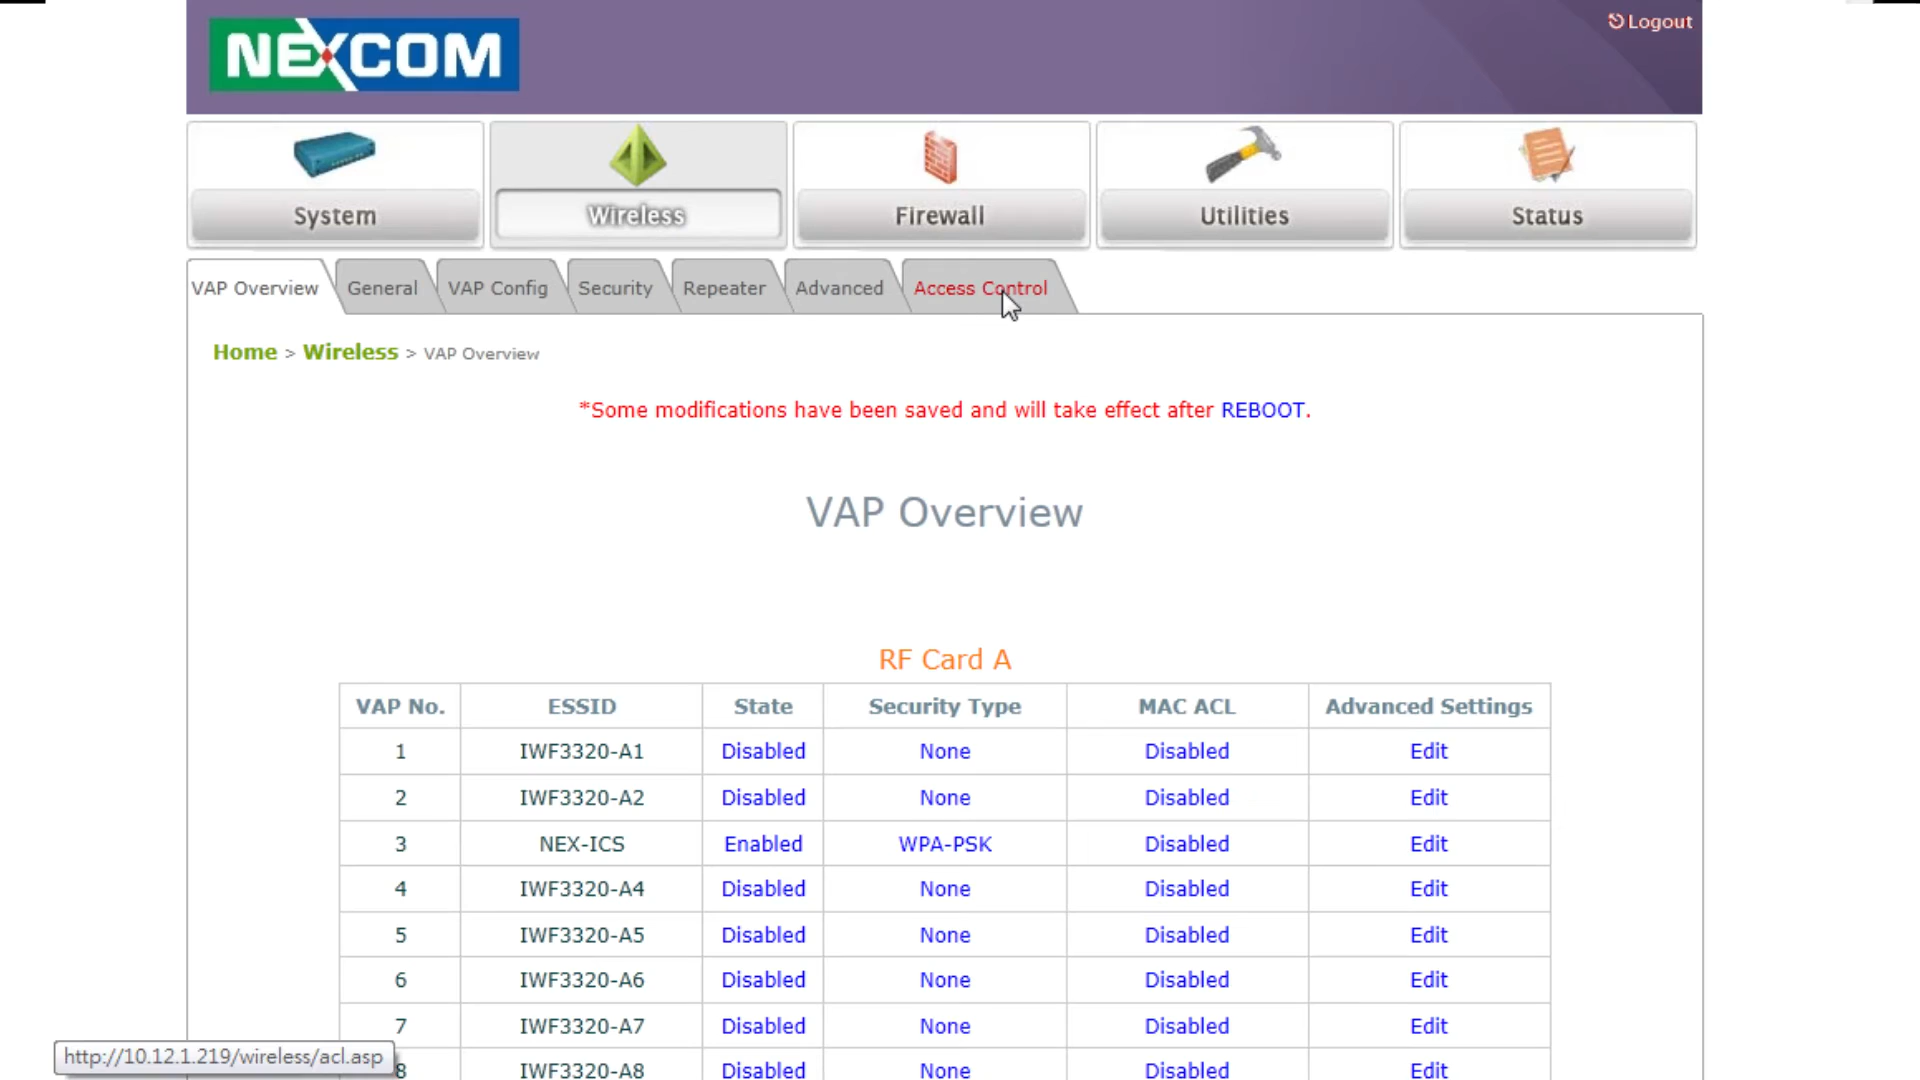 NEXCOM
Logout
System
Wireless
Firewall
Utilities
Status
VAP Overview
General
VAP Config
Security
Repeater
Advanced
Access Control
Home > Wireless > VAP Overview
*Some modifications have been saved and will take effect after REBOOT.
VAP Overview
RF Card A
VAP No. ESSID State Security Type MAC ACL Advanced Settings
1 IWF3320-A1 Disabled None Disabled Edit
2 IWF3320-A2 Disabled None Disabled Edit
3 NEX-ICS Enabled WPA-PSK Disabled Edit
4 IWF3320-A4 Disabled None Disabled Edit
5 IWF3320-A5 Disabled None Disabled Edit
6 IWF3320-A6 Disabled None Disabled Edit
7 IWF3320-A7 Disabled None Disabled Edit
8 IWF3320-A8 Disabled None Disabled Edit
http://10.12.1.219/wireless/acl.asp